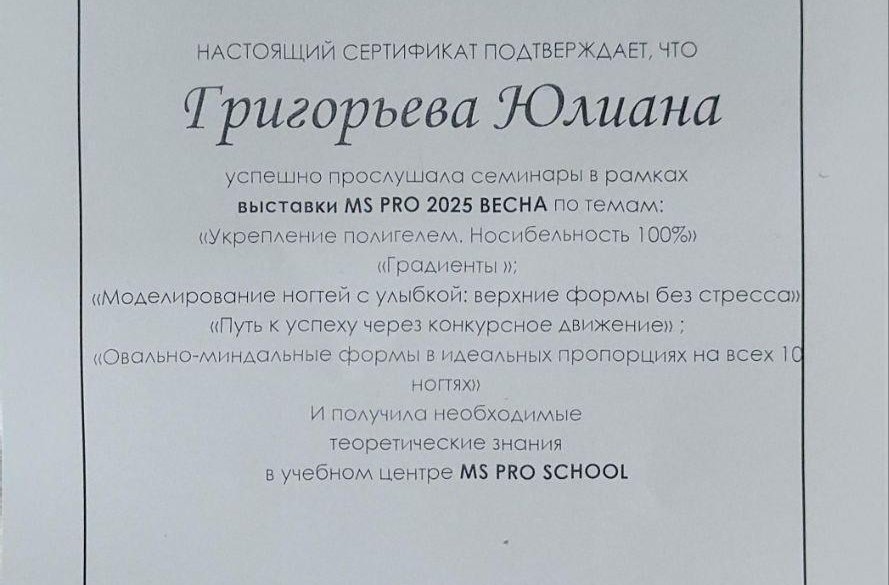 НАСТОЯЩИЙ СЕРТИФИКАТ ПОДТВЕРЖДАЕТ, ЧТО
Григорьева Юлиана
успешно прослушала семинары в рамках
выставки MS PRO 2025 ВЕСНА по темам:
«Укрепление полигелем. Носибельность 100%»
«Градиенты »;
«Моделирование ногтей с улыбкой: верхние формы без стресса»
«Путь к успеху через конкурсное движение» ;
«Овально-миндальные формы в идеальных пропорциях на всех 10
ногтях»
И получила необходимые
теоретические знания
в учебном центре MS PRO SCHOOL